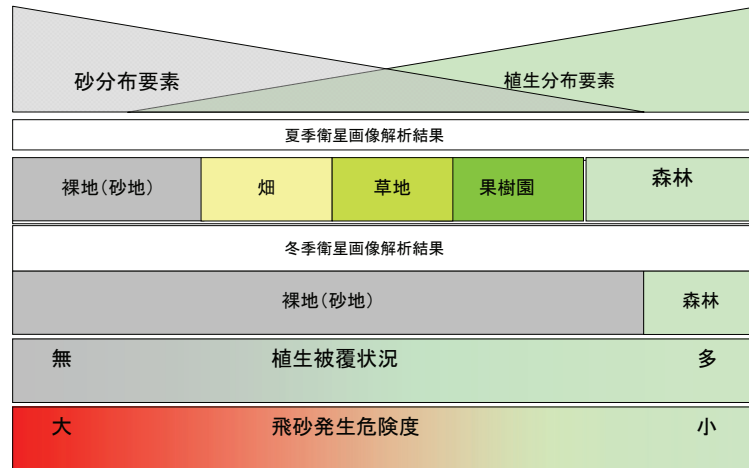 砂分布要素 植生分布要素
夏季衛星画像解析結果
裸地(砂地) 畑 草地 果樹園 森林
冬季衛星画像解析結果
裸地(砂地) 森林
無 植生被覆状況 多
大 飛砂発生危険度 小